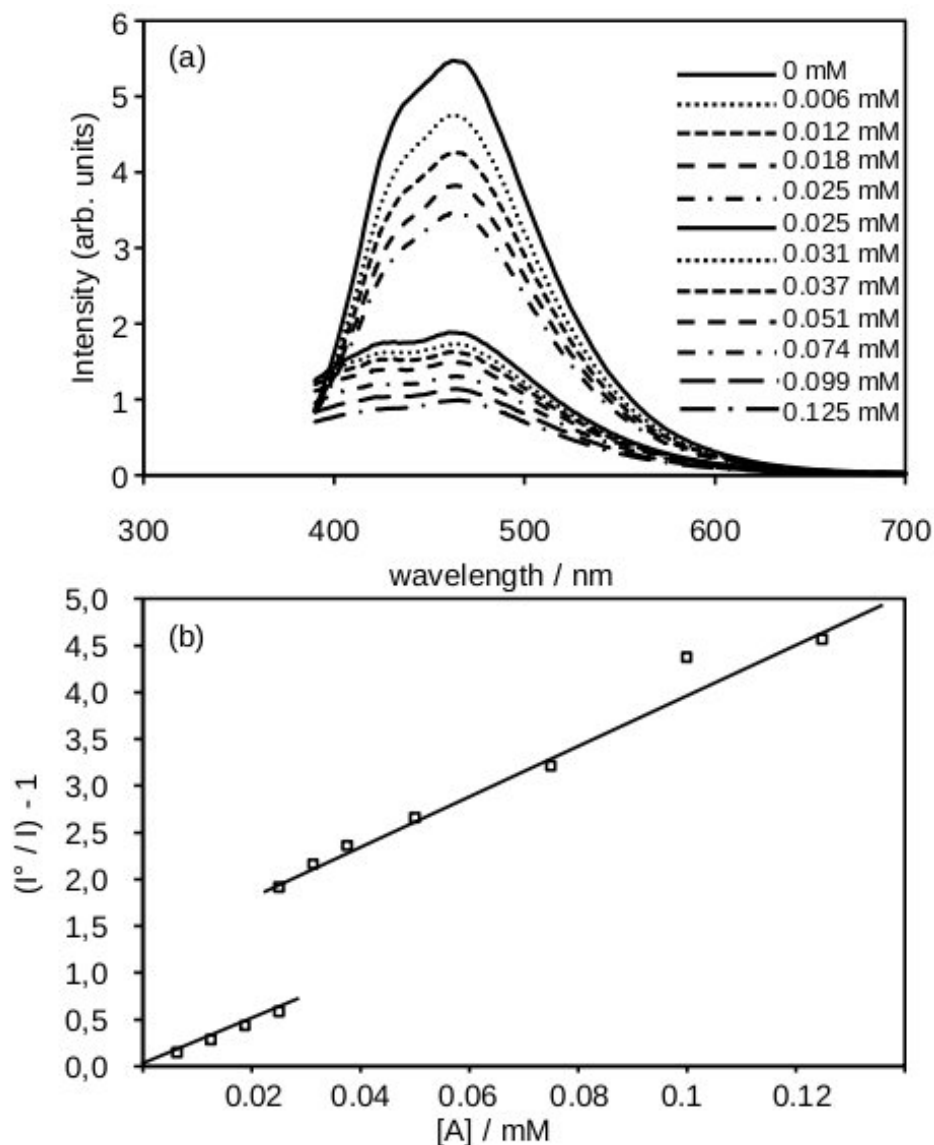 (a)
Intensity (arb. units)
6
5
4
3
2
1
0
0 mM
0.006 mM
0.012 mM
0.018 mM
0.025 mM
0.025 mM
0.031 mM
0.037 mM
0.051 mM
0.074 mM
0.099 mM
0.125 mM
300 400 500 600 700
wavelength / nm
(b)
(I° / I) - 1
5,0
4,5
4,0
3,5
3,0
2,5
2,0
1,5
1,0
0,5
0,0
0.02 0.04 0.06 0.08 0.1 0.12
[A] / mM